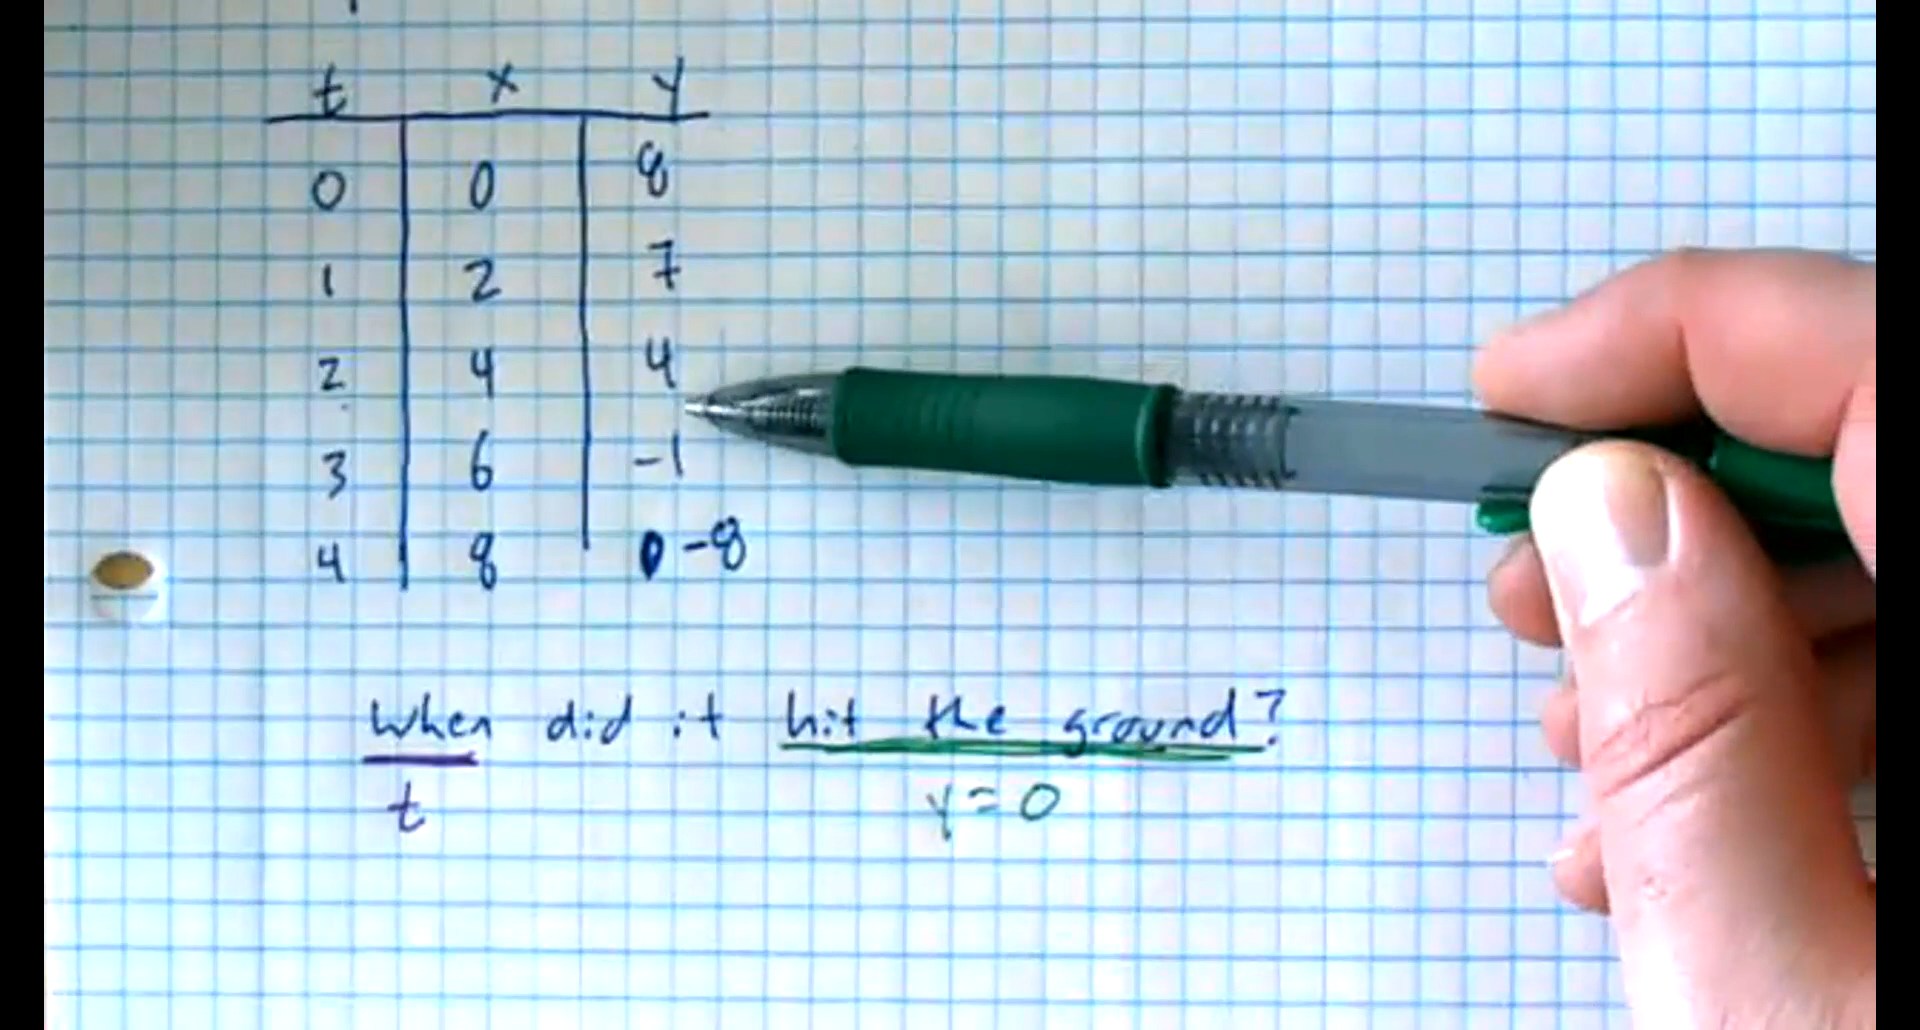 t x y
0 0 8
1 2 7
2 4 4
3 6 -1
4 8 -8
When did it hit the ground?
t y=0